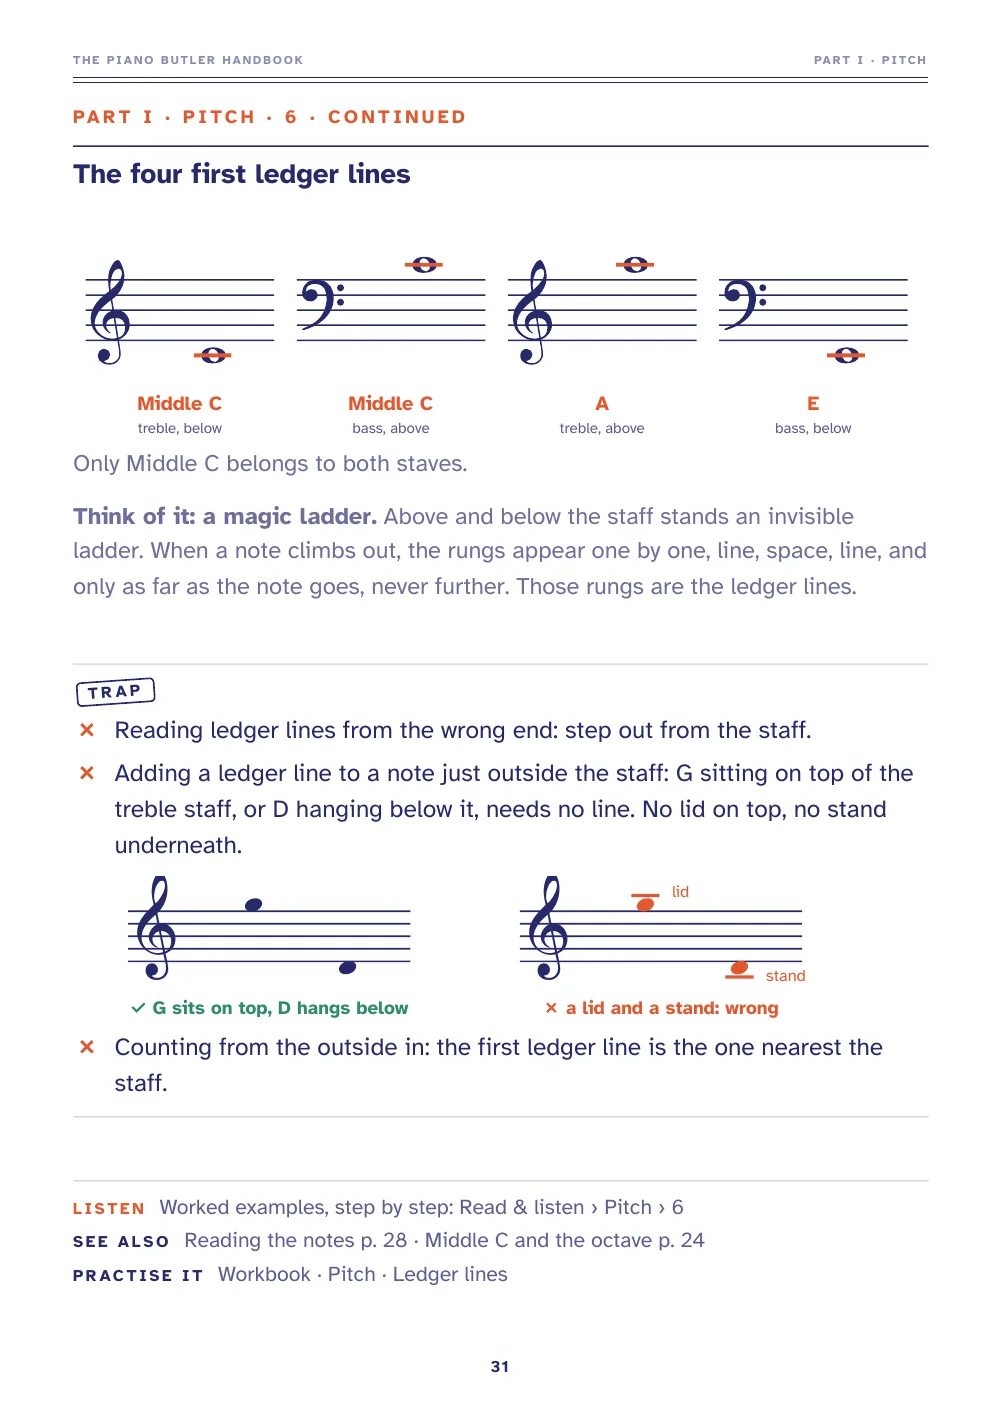 THE PIANO BUTLER HANDBOOK
PART I · PITCH
PART I · PITCH · 6 · CONTINUED
The four first ledger lines
Middle C
treble, below
Middle C
bass, above
A
treble, above
E
bass, below
Only Middle C belongs to both staves.
Think of it: a magic ladder. Above and below the staff stands an invisible
ladder. When a note climbs out, the rungs appear one by one, line, space, line, and
only as far as the note goes, never further. Those rungs are the ledger lines.
TRAP
✕ Reading ledger lines from the wrong end: step out from the staff.
✕ Adding a ledger line to a note just outside the staff: G sitting on top of the
treble staff, or D hanging below it, needs no line. No lid on top, no stand
underneath.
lid
stand
✓ G sits on top, D hangs below
✕ a lid and a stand: wrong
✕ Counting from the outside in: the first ledger line is the one nearest the
staff.
LISTEN Worked examples, step by step: Read & listen › Pitch › 6
SEE ALSO Reading the notes p. 28 · Middle C and the octave p. 24
PRACTISE IT Workbook · Pitch · Ledger lines
31